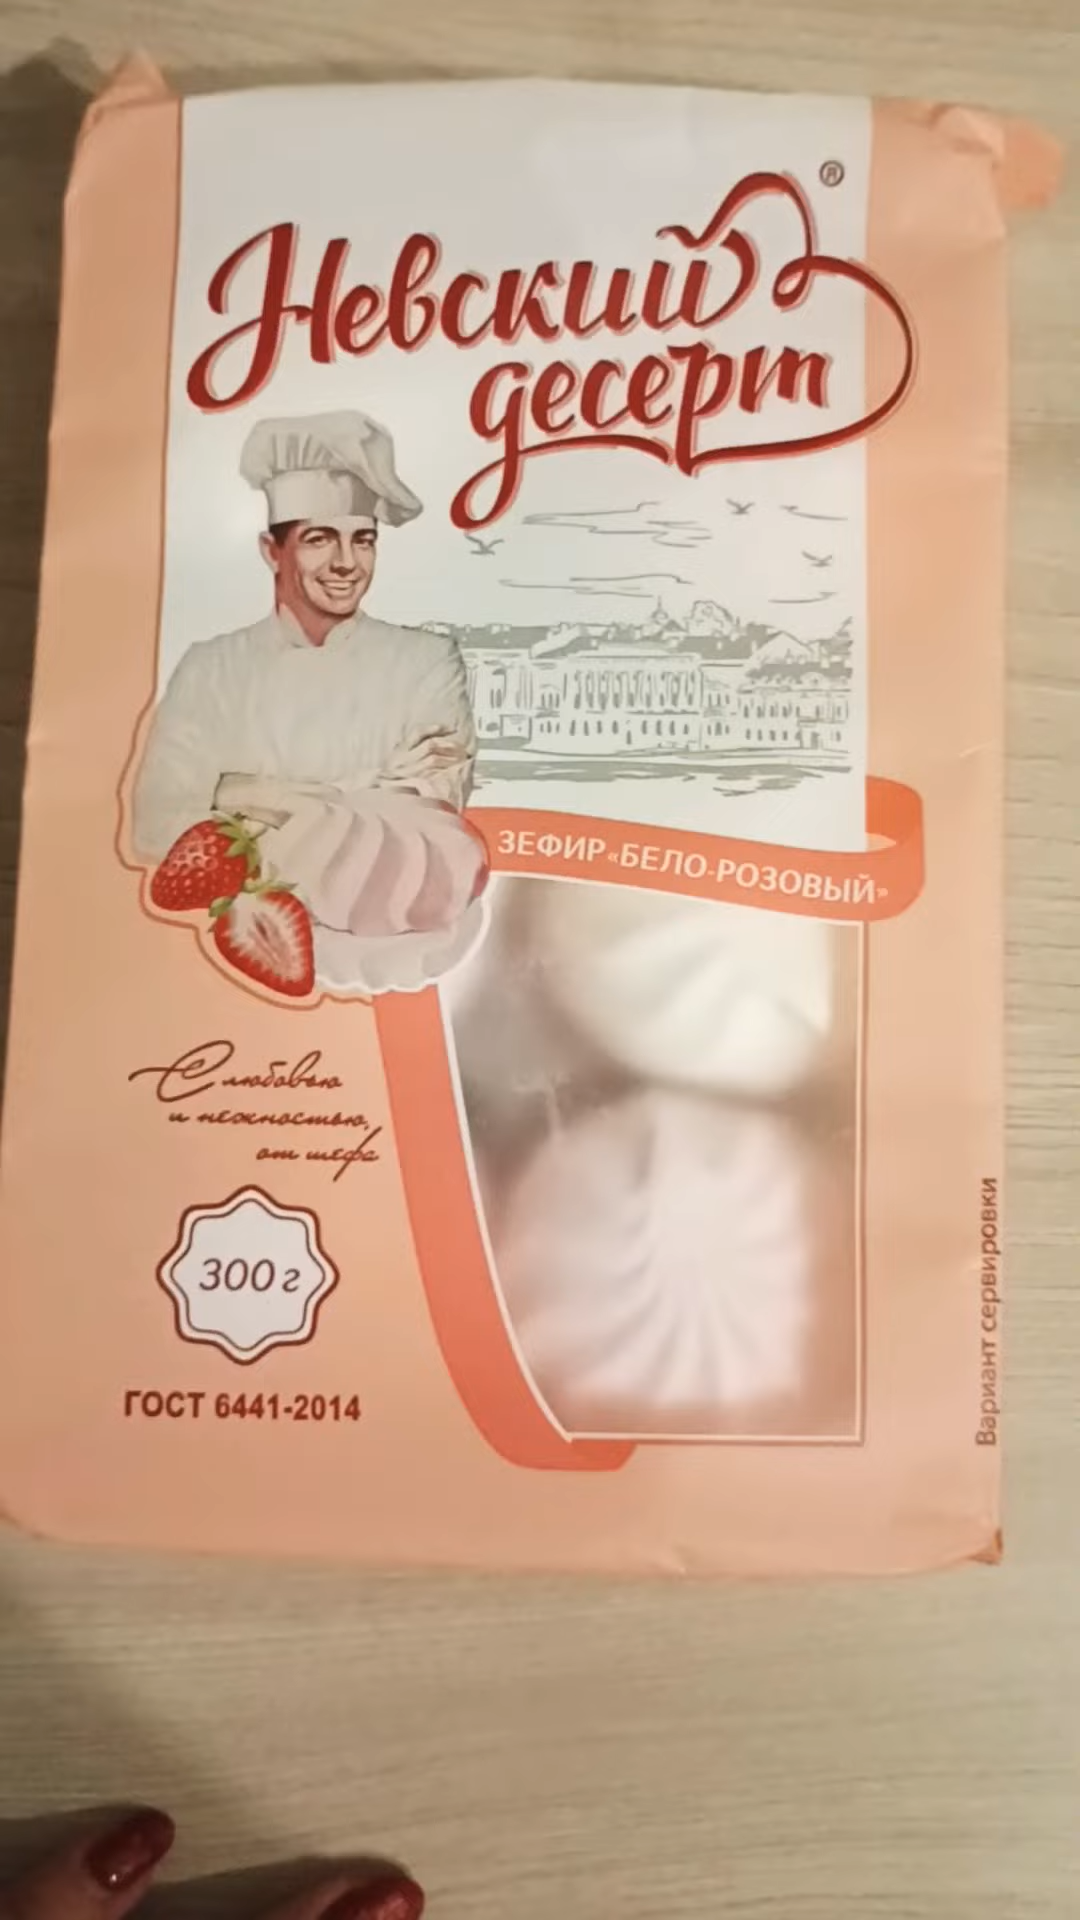 Невский®
десерт
ЗЕФИР «БЕЛО-РОЗОВЫЙ»
С любовью
и нежностью,
от шефа
300 г
ГОСТ 6441-2014
Вариант сервировки